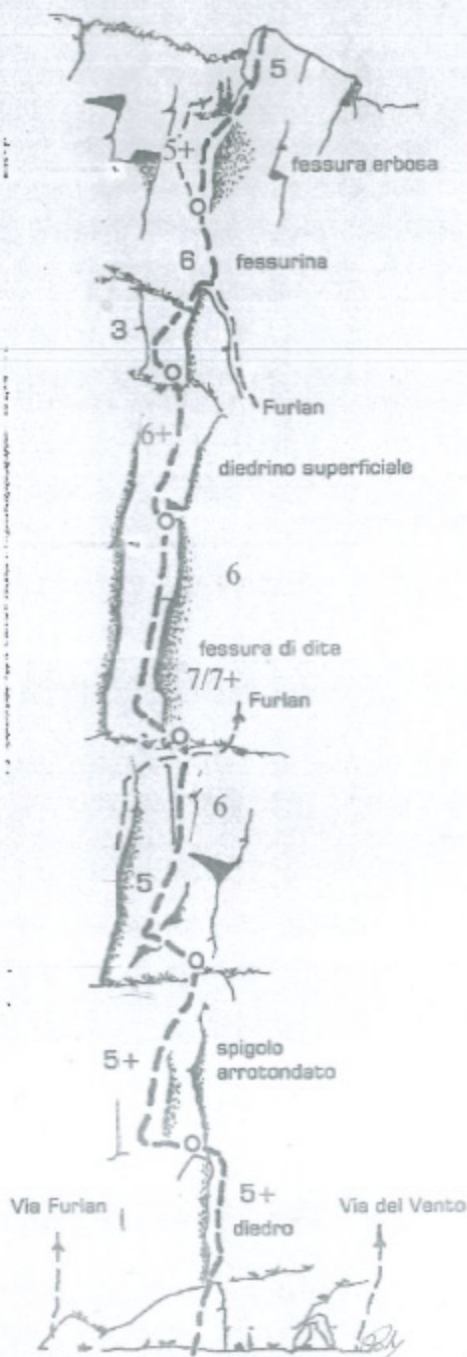 5
5+
fessura erbosa
6
fessurina
3
Furlan
6+
diedrino superficiale
6
fessura di dita
7/7+
Furlan
6
5
5+
spigolo
arrotondato
5+
diedro
Via Furlan
Via del Vento